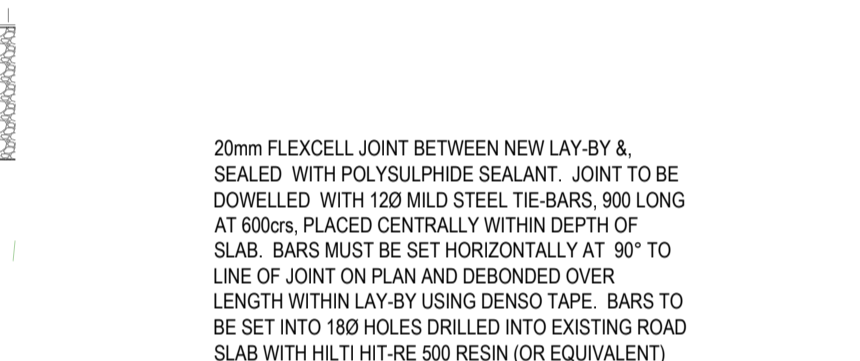 20mm FLEXCELL JOINT BETWEEN NEW LAY-BY &,
SEALED  WITH POLYSULPHIDE SEALANT.  JOINT TO BE
DOWELLED  WITH 12Ø MILD STEEL TIE-BARS, 900 LONG
AT 600crs, PLACED CENTRALLY WITHIN DEPTH OF
SLAB.  BARS MUST BE SET HORIZONTALLY AT  90° TO
LINE OF JOINT ON PLAN AND DEBONDED OVER
LENGTH WITHIN LAY-BY USING DENSO TAPE.  BARS TO
BE SET INTO 18Ø HOLES DRILLED INTO EXISTING ROAD
SLAB WITH HILTI HIT-RE 500 RESIN (OR EQUIVALENT)